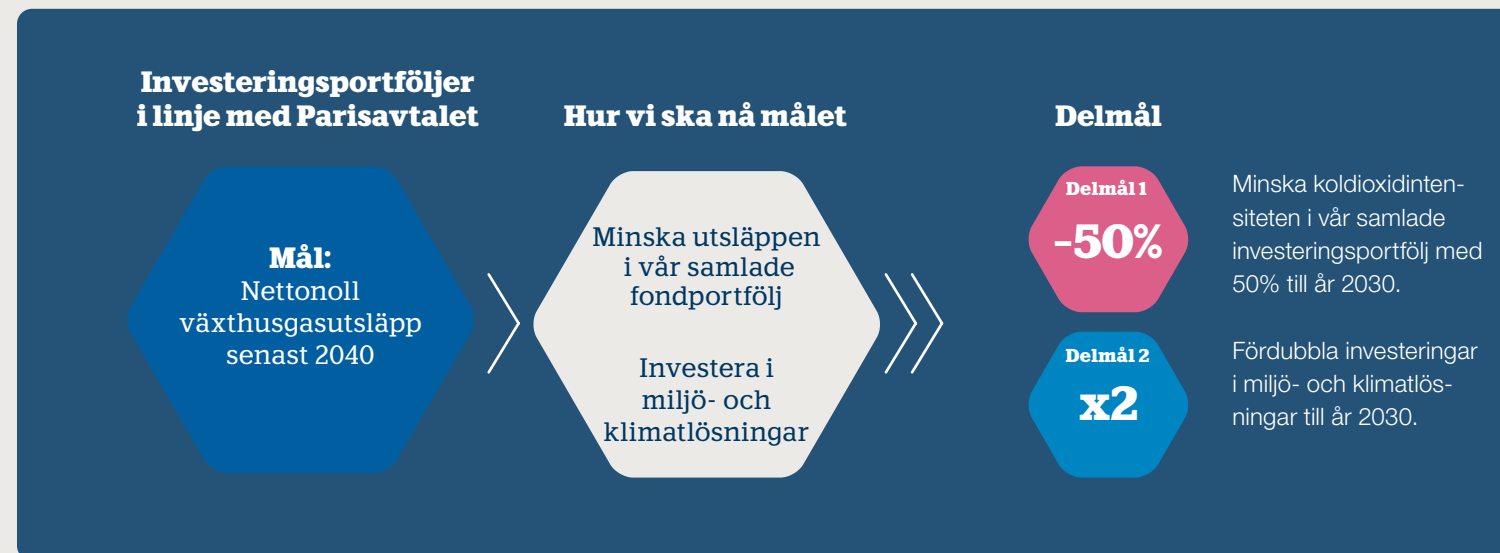 Investeringsportföljer
i linje med Parisavtalet
Mål:
Nettonoll
växthusgasutsläpp
senast 2040
Hur vi ska nå målet
Minska utsläppen
i vår samlade
fondportfölj
Investera i
miljö- och
klimatlösningar
Delmål
Delmål 1
-50%
Minska koldioxidinten-
siteten i vår samlade
investeringsportfölj med
50% till år 2030.
Delmål 2
x2
Fördubbla investeringar
i miljö- och klimatlös-
ningar till år 2030.